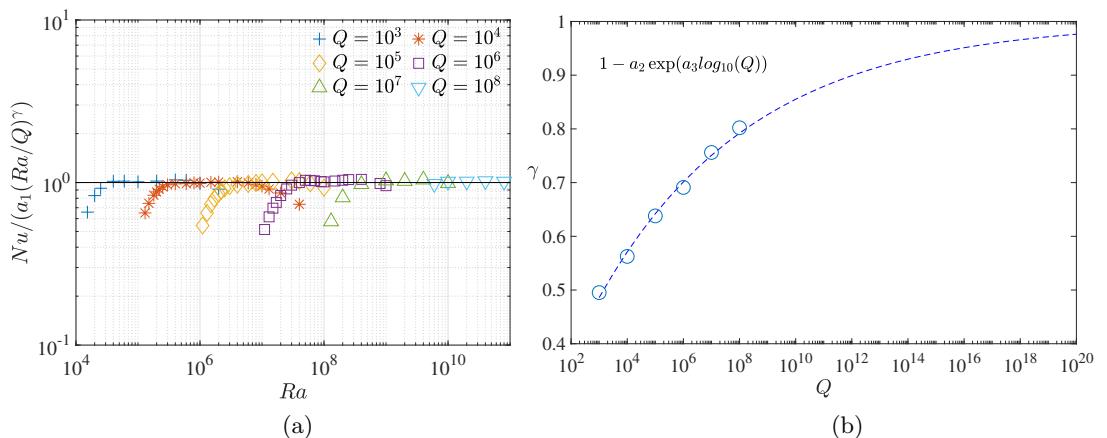 10^1
10^0
10^-1
Nu/(a_1(Ra/Q)^γ)
Q = 10^3 Q = 10^4
Q = 10^5 Q = 10^6
Q = 10^7 Q = 10^8
10^4 10^6 10^8 10^10
Ra
(a)
1
0.9
0.8
0.7
0.6
0.5
0.4
γ
1 − a_2 exp(a_3log_10(Q))
10^2 10^4 10^6 10^8 10^10 10^12 10^14 10^16 10^18 10^20
Q
(b)